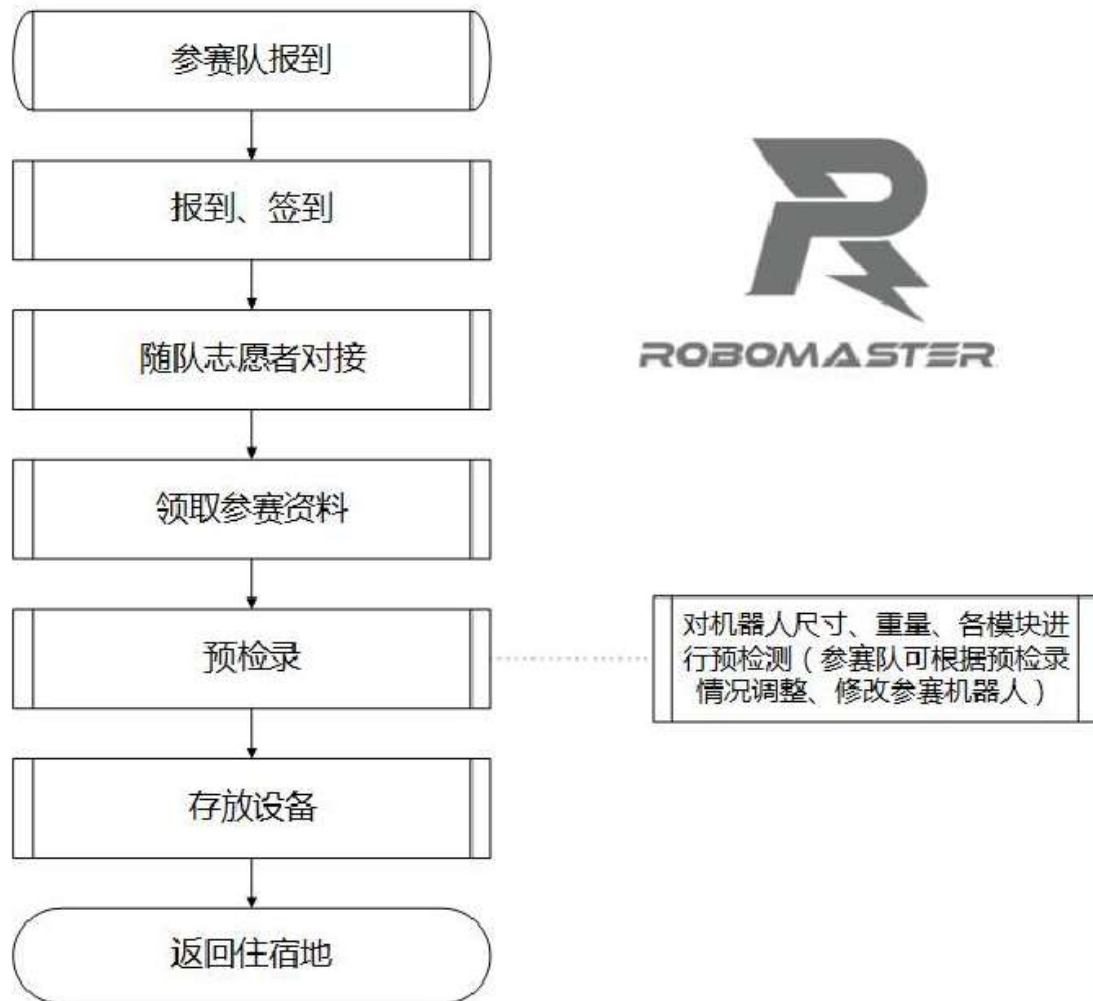 参赛队报到
报到、签到
ROBOMASTER
随队志愿者对接
领取参赛资料
预检录
对机器人尺寸、重量、各模块进
行预检测（参赛队可根据预检录
情况调整、修改参赛机器人）
存放设备
返回住宿地